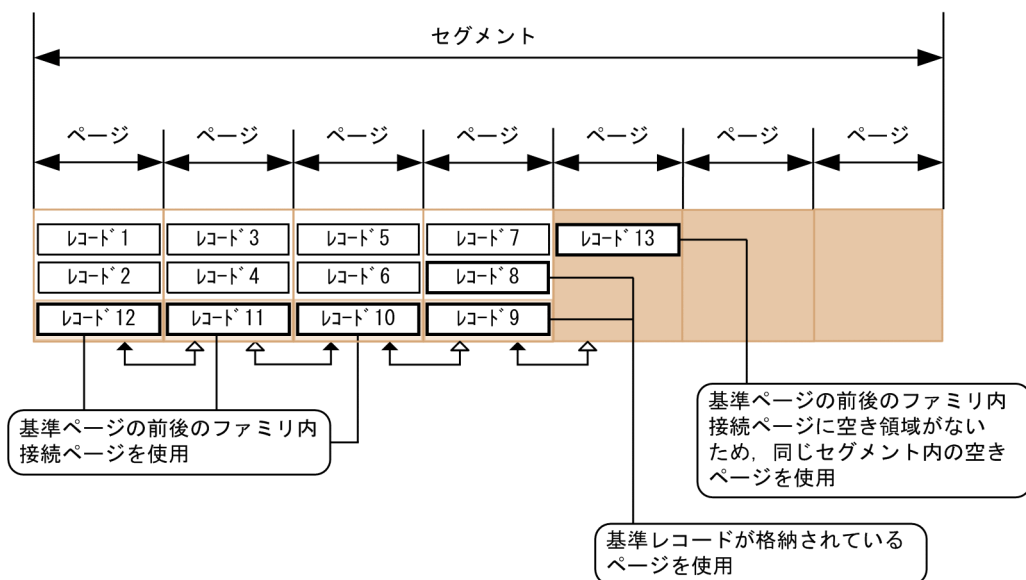 セグメント
ページ ページ ページ ページ ページ ページ ページ
レコード1 レコード3 レコード5 レコード7 レコード13
レコード2 レコード4 レコード6 レコード8
レコード12 レコード11 レコード10 レコード9
基準ページの前後のファミリ内
接続ページを使用
基準ページの前後のファミリ内
接続ページに空き領域がない
ため，同じセグメント内の空き
ページを使用
基準レコードが格納されている
ページを使用